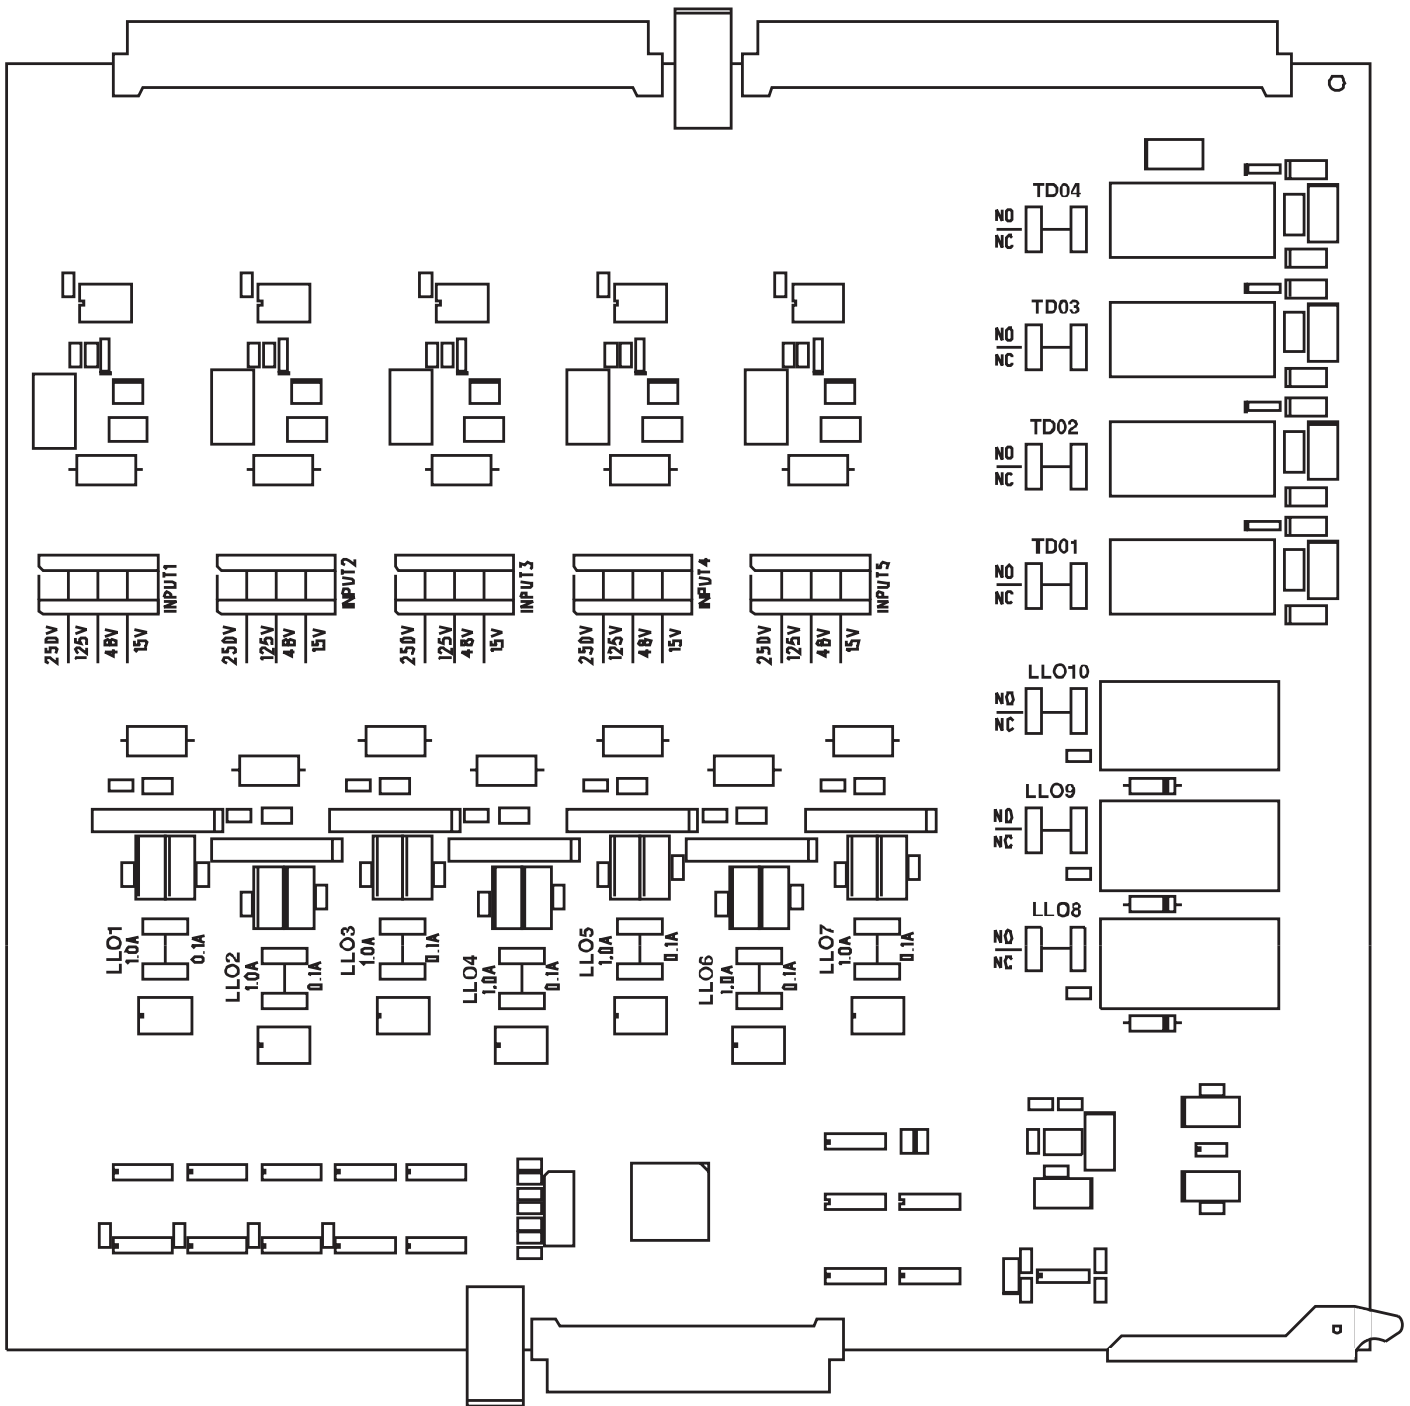 TD04
NO
NC
TD03
NO
NC
TD02
NO
NC
TD01
NO
NC
INPUT1
250V
125V
48V
15V
INPUT2
250V
125V
48V
15V
INPUT3
250V
125V
48V
15V
INPUT4
250V
125V
48V
15V
INPUT5
250V
125V
48V
15V
LLO10
NO
NC
LLO9
NO
NC
LLO8
NO
NC
LLO1
1.0A
0.1A
LLO2
1.0A
0.1A
LLO3
1.0A
0.1A
LLO4
1.0A
0.1A
LLO5
1.0A
0.1A
LLO6
1.0A
0.1A
LLO7
1.0A
0.1A